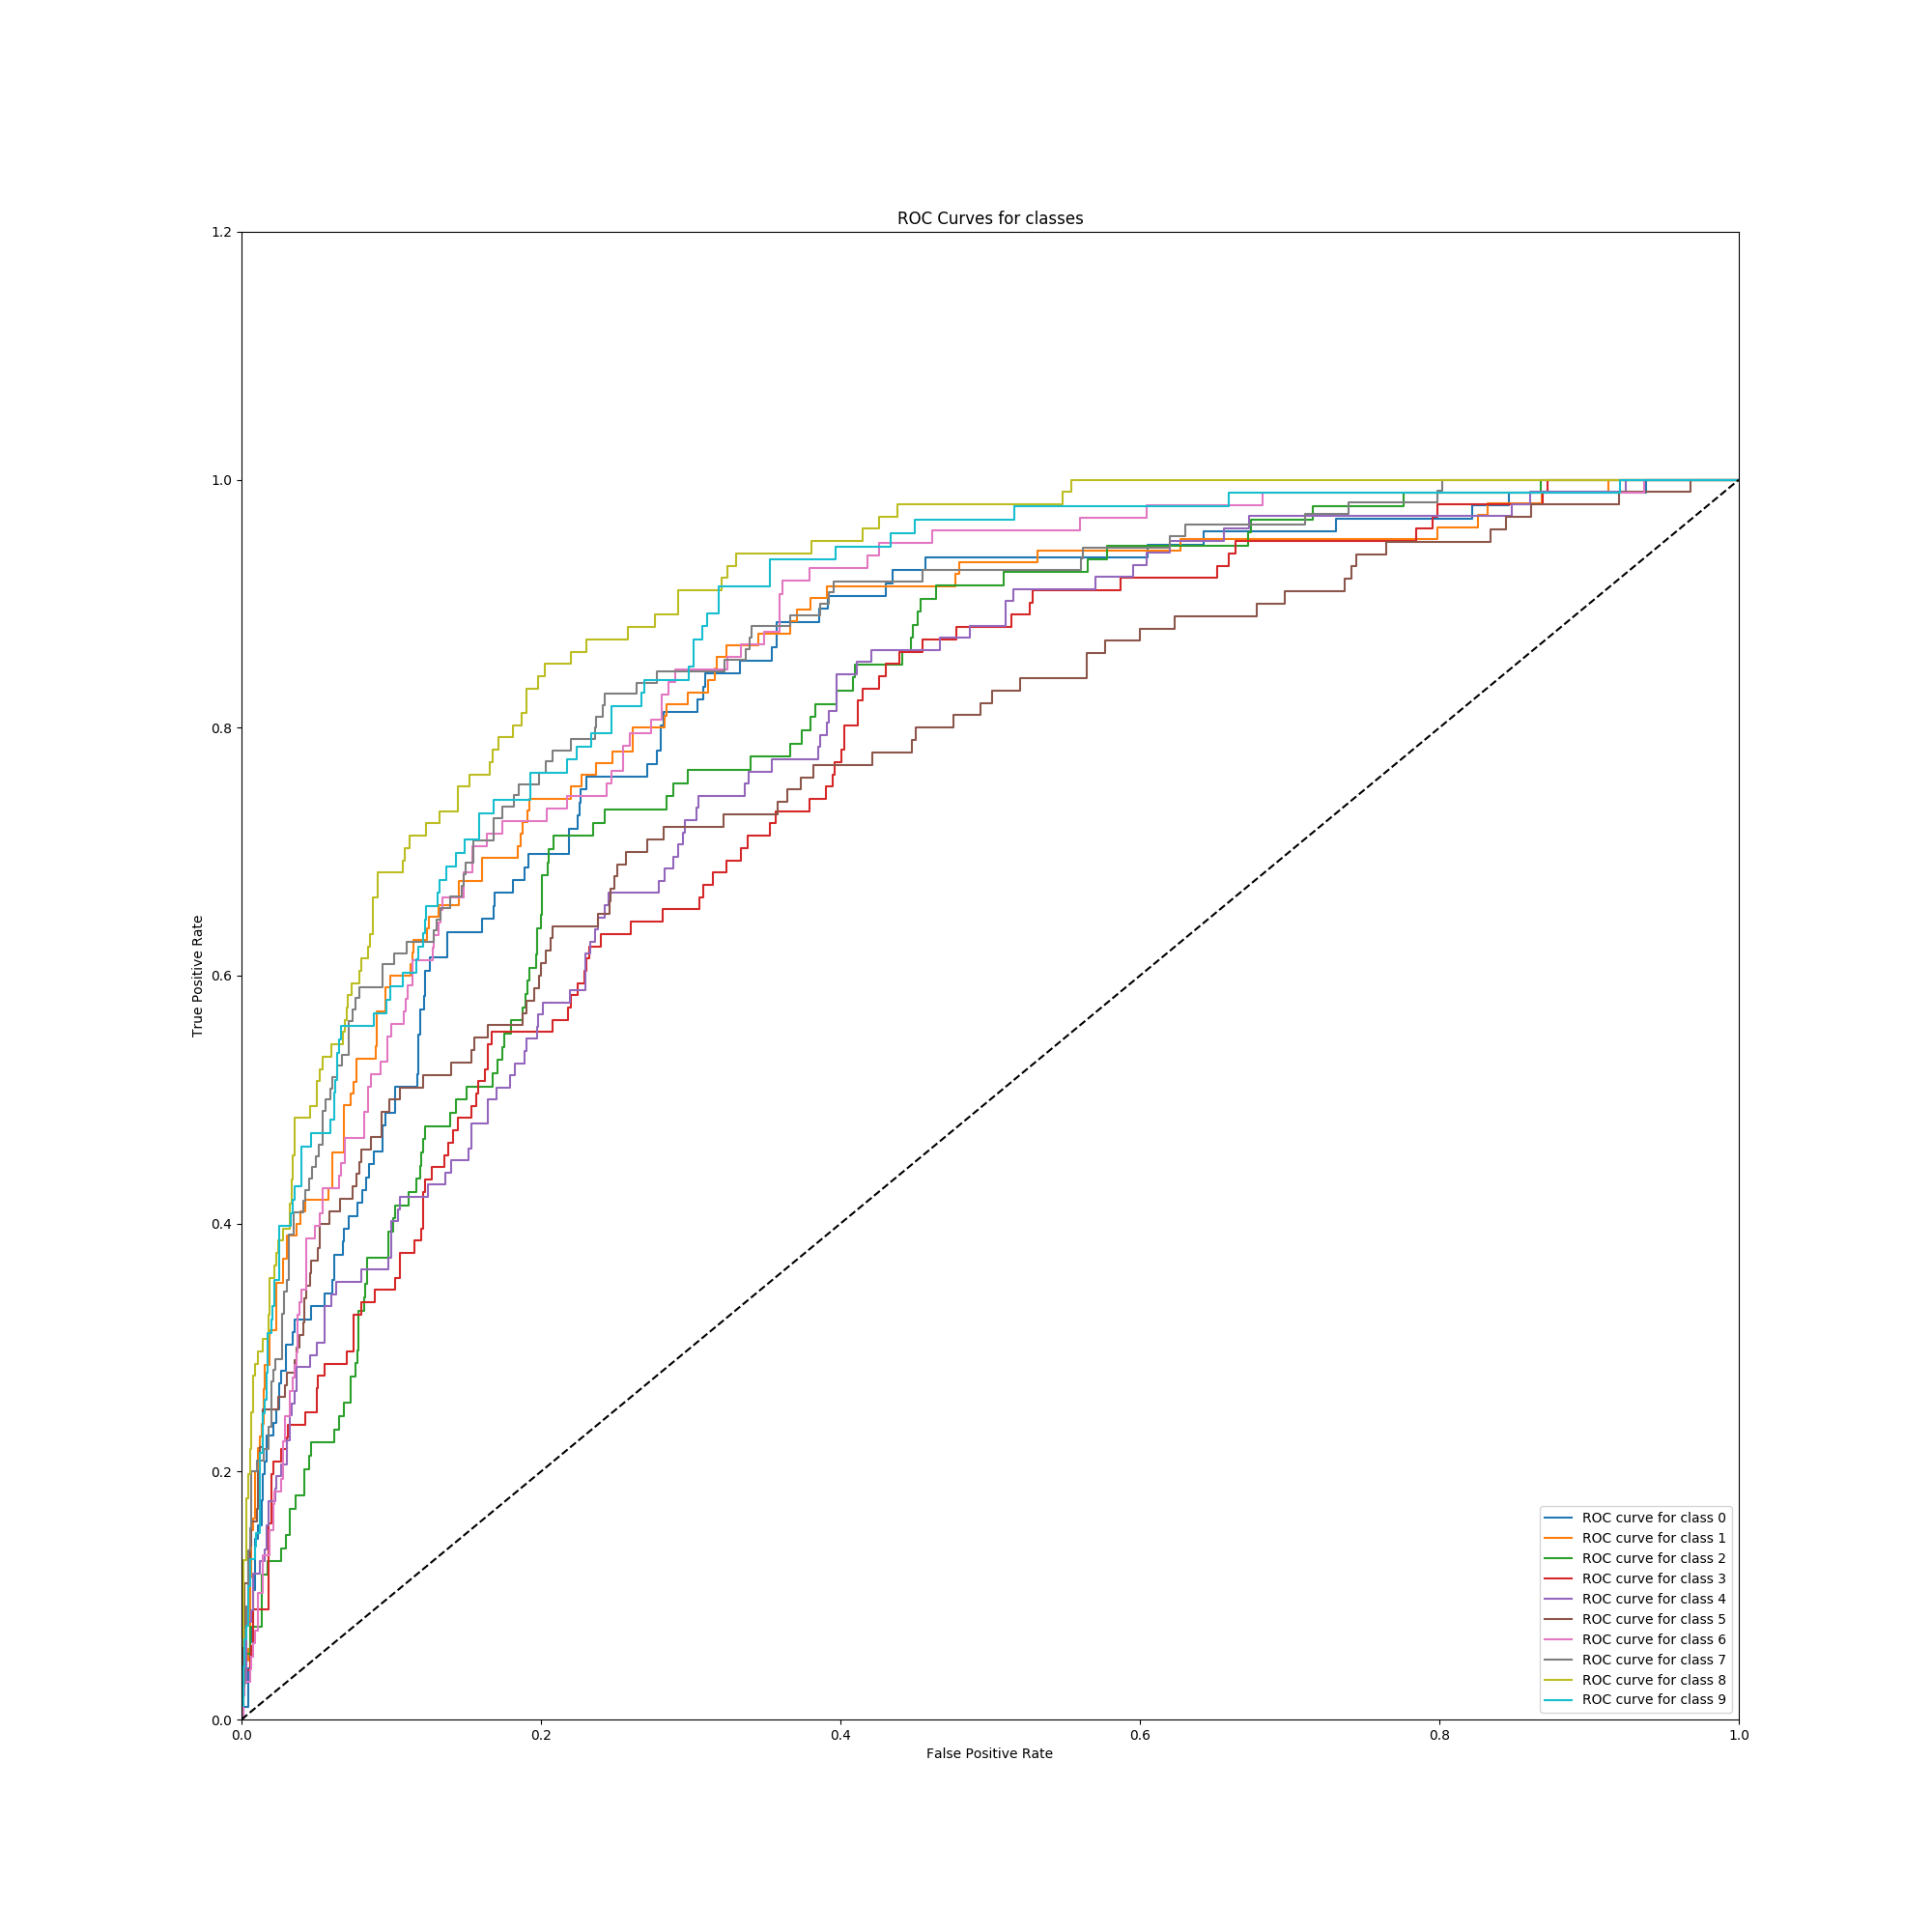 ROC Curves for classes
1.2
1.0
0.8
0.6
0.4
0.2
0.0
True Positive Rate
0.0 0.2 0.4 0.6 0.8 1.0
False Positive Rate
ROC curve for class 0
ROC curve for class 1
ROC curve for class 2
ROC curve for class 3
ROC curve for class 4
ROC curve for class 5
ROC curve for class 6
ROC curve for class 7
ROC curve for class 8
ROC curve for class 9